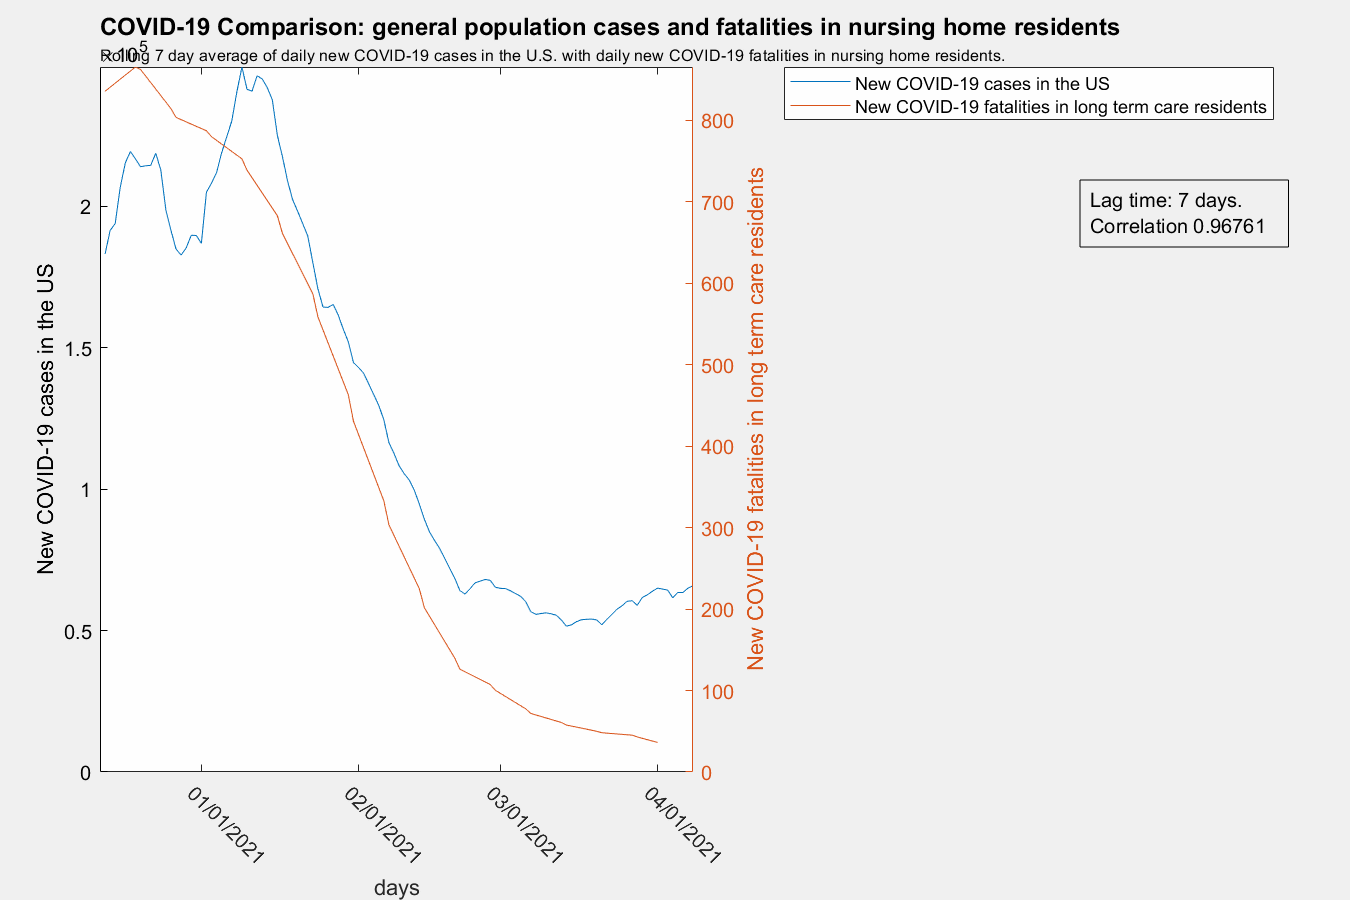 COVID-19 Comparison: general population cases and fatalities in nursing home residents
×10^5
Rolling 7 day average of daily new COVID-19 cases in the U.S. with daily new COVID-19 fatalities in nursing home residents.
New COVID-19 cases in the US
New COVID-19 fatalities in long term care residents
Lag time: 7 days.
Correlation 0.96761
New COVID-19 cases in the US
2
1.5
1
0.5
0
800
700
600
500
400
300
200
100
0
New COVID-19 fatalities in long term care residents
01/01/2021
02/01/2021
03/01/2021
04/01/2021
days